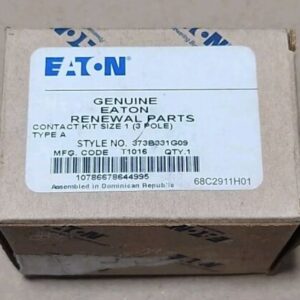 EATON
GENUINE
EATON
RENEWAL PARTS
CONTACT KIT SIZE 1 (3 POLE)
TYPE A
STYLE NO. 373B331G09
MFG. CODE T1016 QTY.1
10786678644995
Assembled in Dominican Republic
68C2911H01